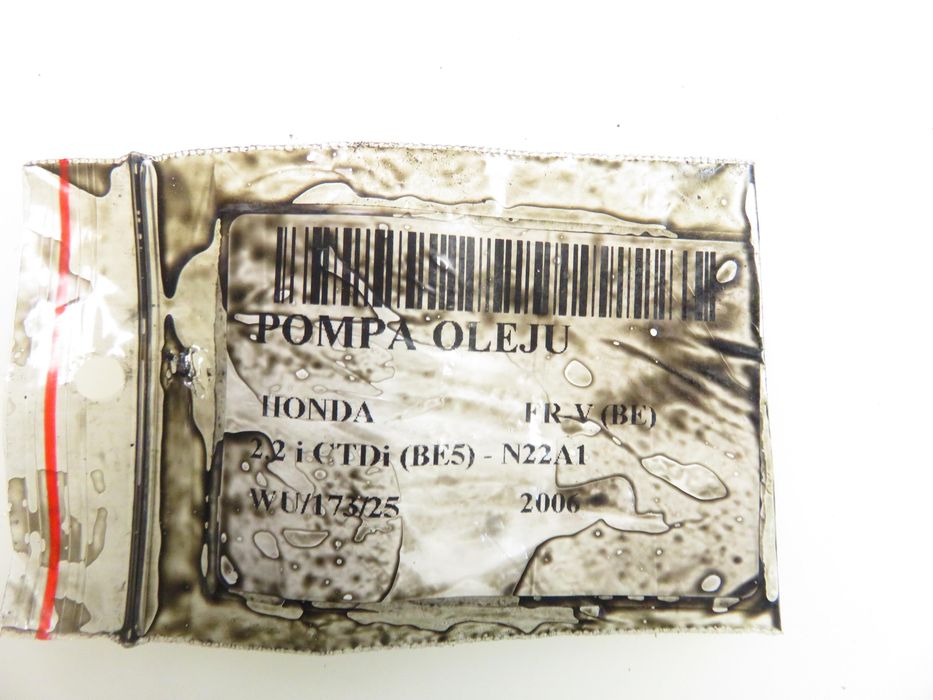 POMPA OLEJU
HONDA FR-V (BE)
2,2 i CTDi (BE5) - N22A1
WU/173/25 2006